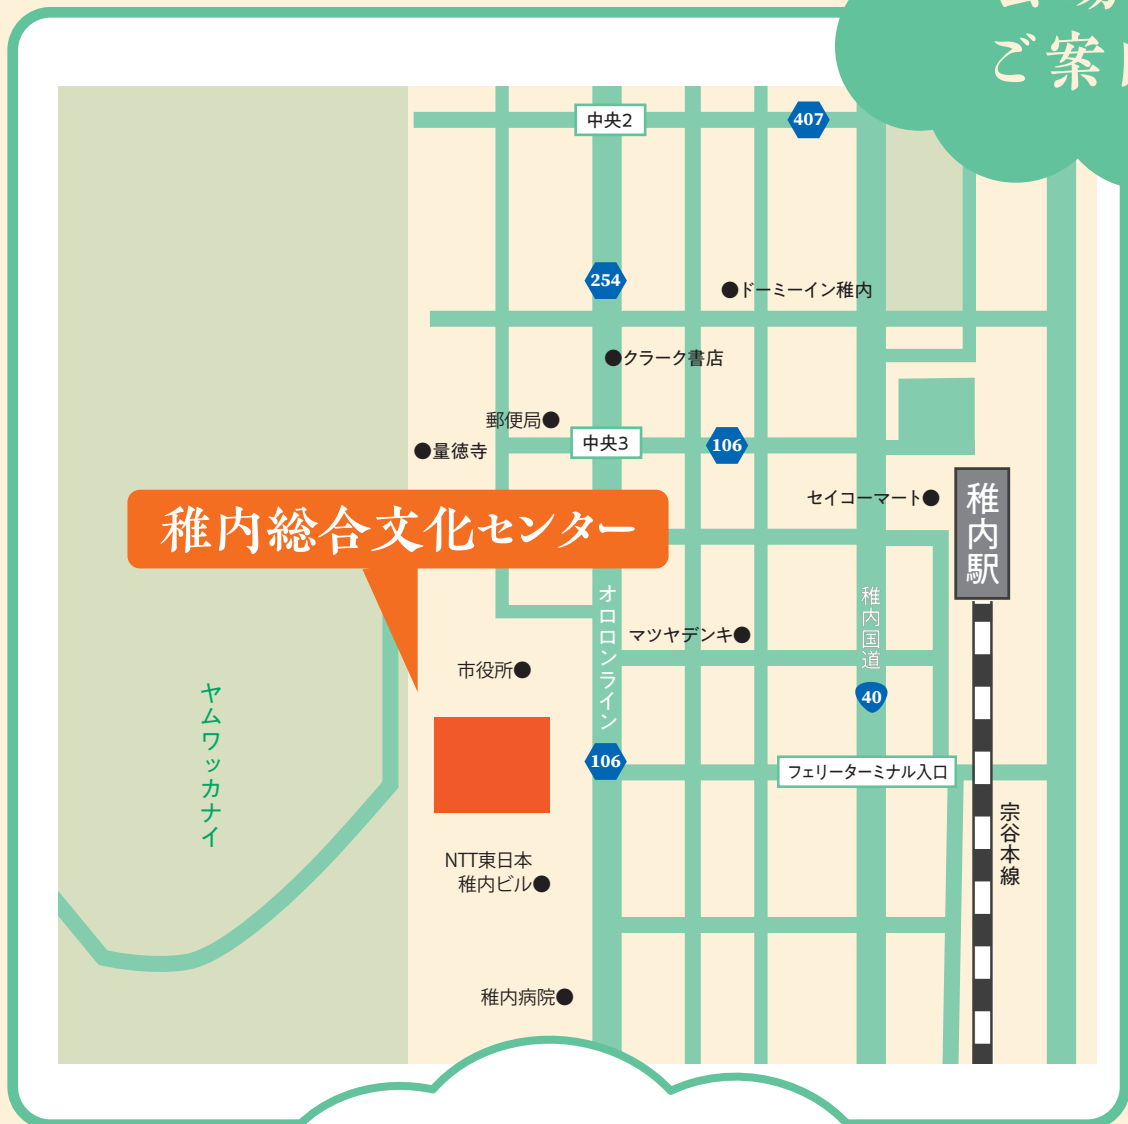 ご案
中央2
407
254
ドーミーイン稚内
クラーク書店
郵便局
中央3
106
量徳寺
セイコーマート
稚内総合文化センター
稚内駅
オロロンライン
稚内国道
マツヤデンキ
市役所
40
ヤムワッカナイ
106
フェリーターミナル入口
宗谷本線
NTT東日本
稚内ビル
稚内病院